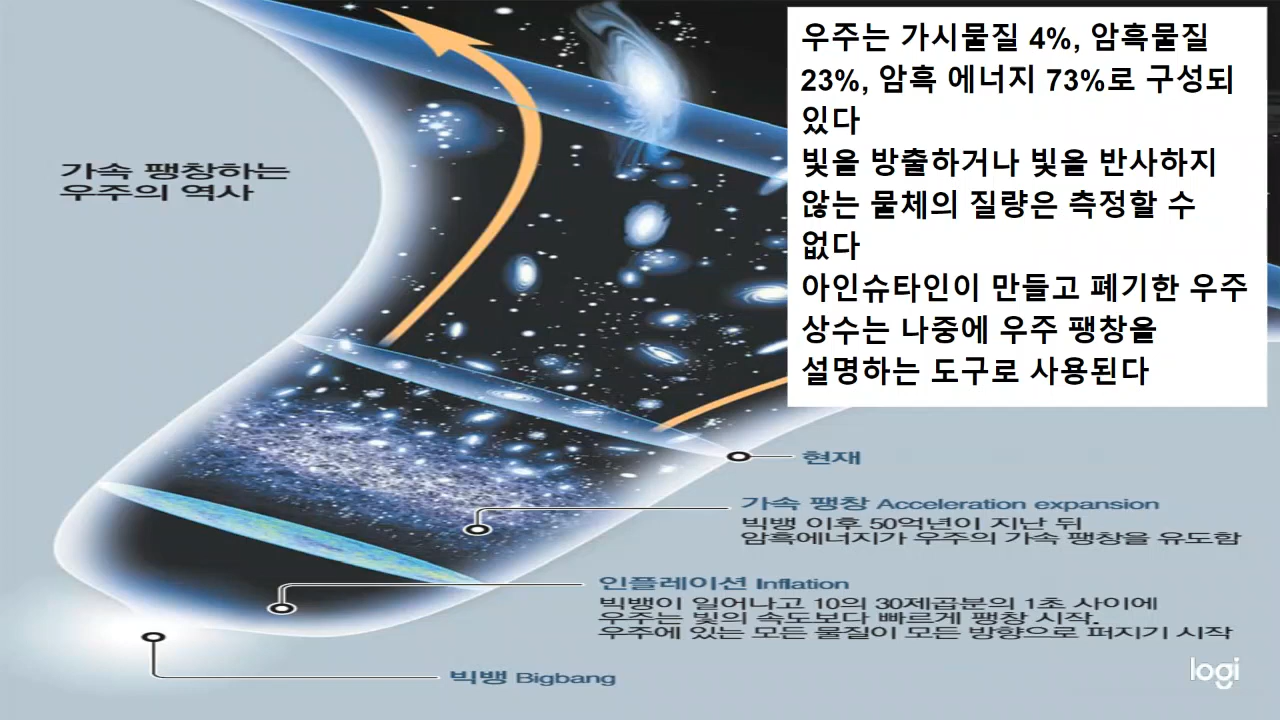 우주는 가시물질 4%, 암흑물질
23%, 암흑 에너지 73%로 구성되
있다
빛을 방출하거나 빛을 반사하지
않는 물체의 질량은 측정할 수
없다
아인슈타인이 만들고 폐기한 우주
상수는 나중에 우주 팽창을
설명하는 도구로 사용된다
가속 팽창하는
우주의 역사
현재
가속 팽창 Acceleration expansion
빅뱅 이후 50억년이 지난 뒤
암흑에너지가 우주의 가속 팽창을 유도함
인플레이션 Inflation
빅뱅이 일어나고 10의 30제곱분의 1초 사이에
우주는 빛의 속도보다 빠르게 팽창 시작.
우주에 있는 모든 물질이 모든 방향으로 퍼지기 시작
빅뱅 Bigbang
logi